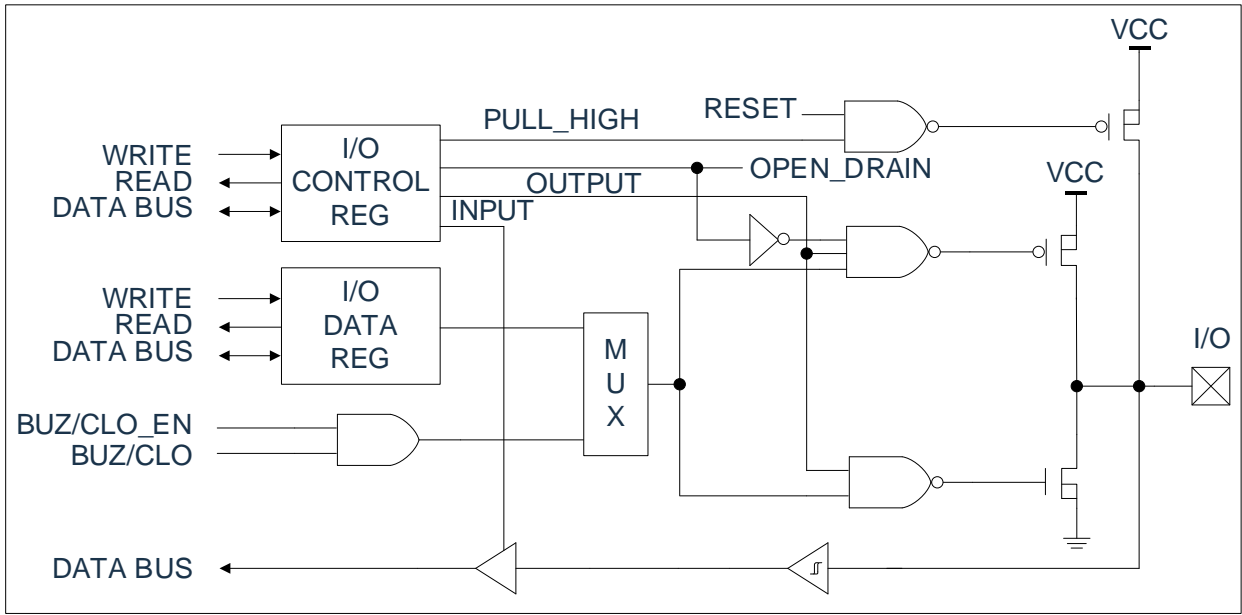 VCC
RESET
PULL_HIGH
I/O
CONTROL
REG
WRITE
READ
DATA BUS
OPEN_DRAIN
OUTPUT
INPUT
VCC
I/O
DATA
REG
WRITE
READ
DATA BUS
M
U
X
I/O
BUZ/CLO_EN
BUZ/CLO
DATA BUS